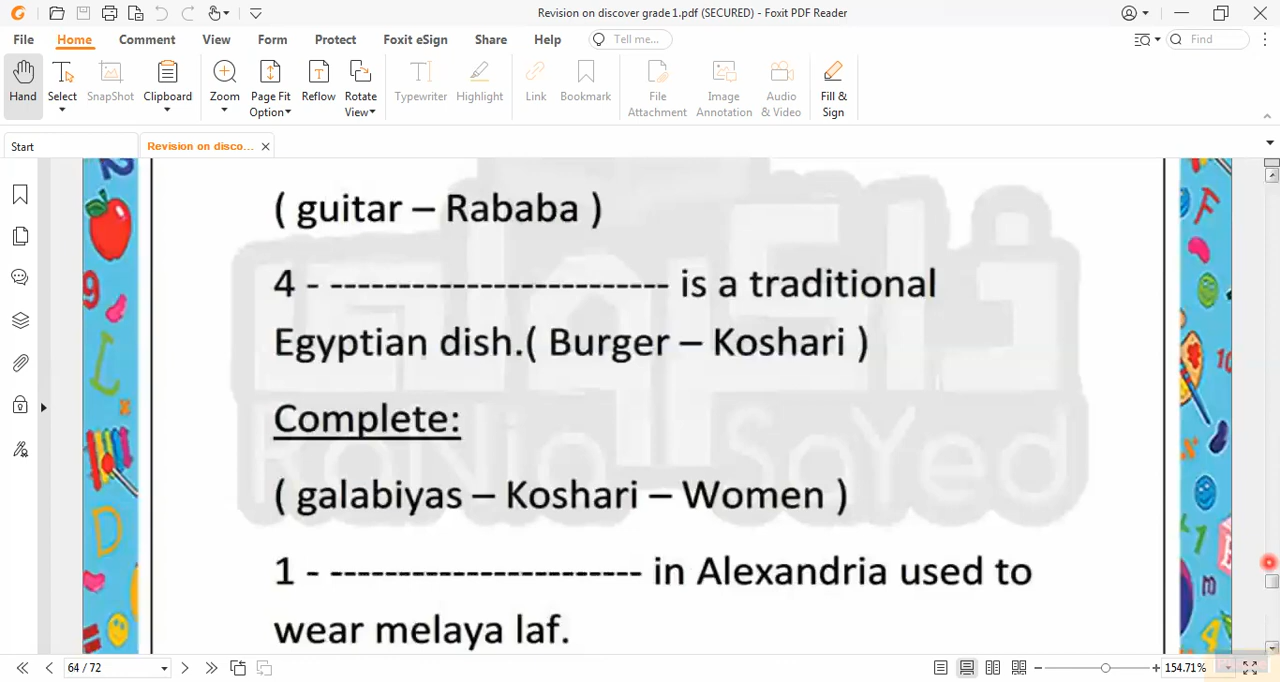 Revision on discover grade 1.pdf (SECURED) - Foxit PDF Reader
File Home Comment View Form Protect Foxit eSign Share Help Tell me... Find
Hand Select SnapShot Clipboard Zoom Page Fit Option Reflow Rotate View Typewriter Highlight Link Bookmark File Attachment Image Annotation Audio & Video Fill & Sign
Start Revision on disco...
( guitar – Rababa )
4 - ------------------------- is a traditional
Egyptian dish.( Burger – Koshari )
Complete:
( galabiyas – Koshari – Women )
1 - ----------------------- in Alexandria used to
wear melaya laf.
RaNia SaYed
64 / 72 154.71%